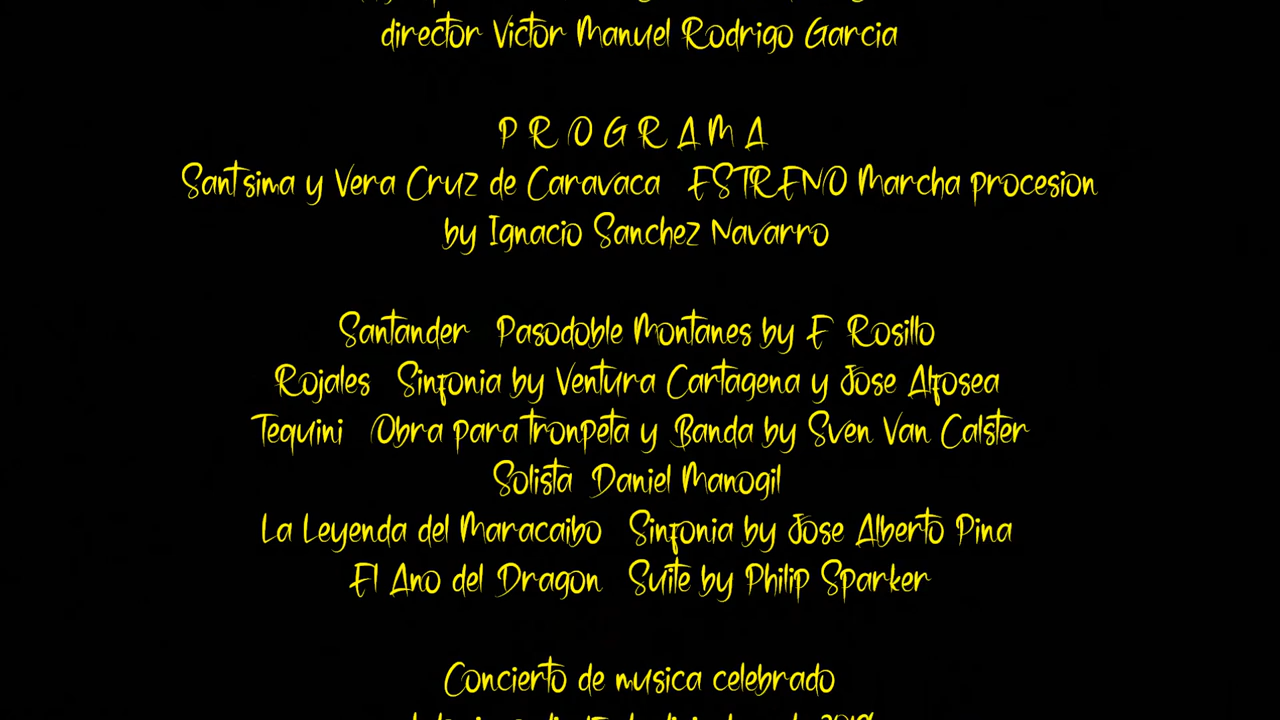 director Victor Manuel Rodrigo Garcia
P R O G R A M A
Santsima y Vera Cruz de Caravaca ESTRENO Marcha procesion
by Ignacio Sanchez Navarro
Santander Pasodoble Montanes by E Rosillo
Rojales Sinfonia by Ventura Cartagena y Jose Alfosea
Tequini Obra para tronpeta y Banda by Sven Van Calster
Solista Daniel Manogil
La Leyenda del Maracaibo Sinfonia by Jose Alberto Pina
El Ano del Dragon Suite by Philip Sparker
Concierto de musica celebrado